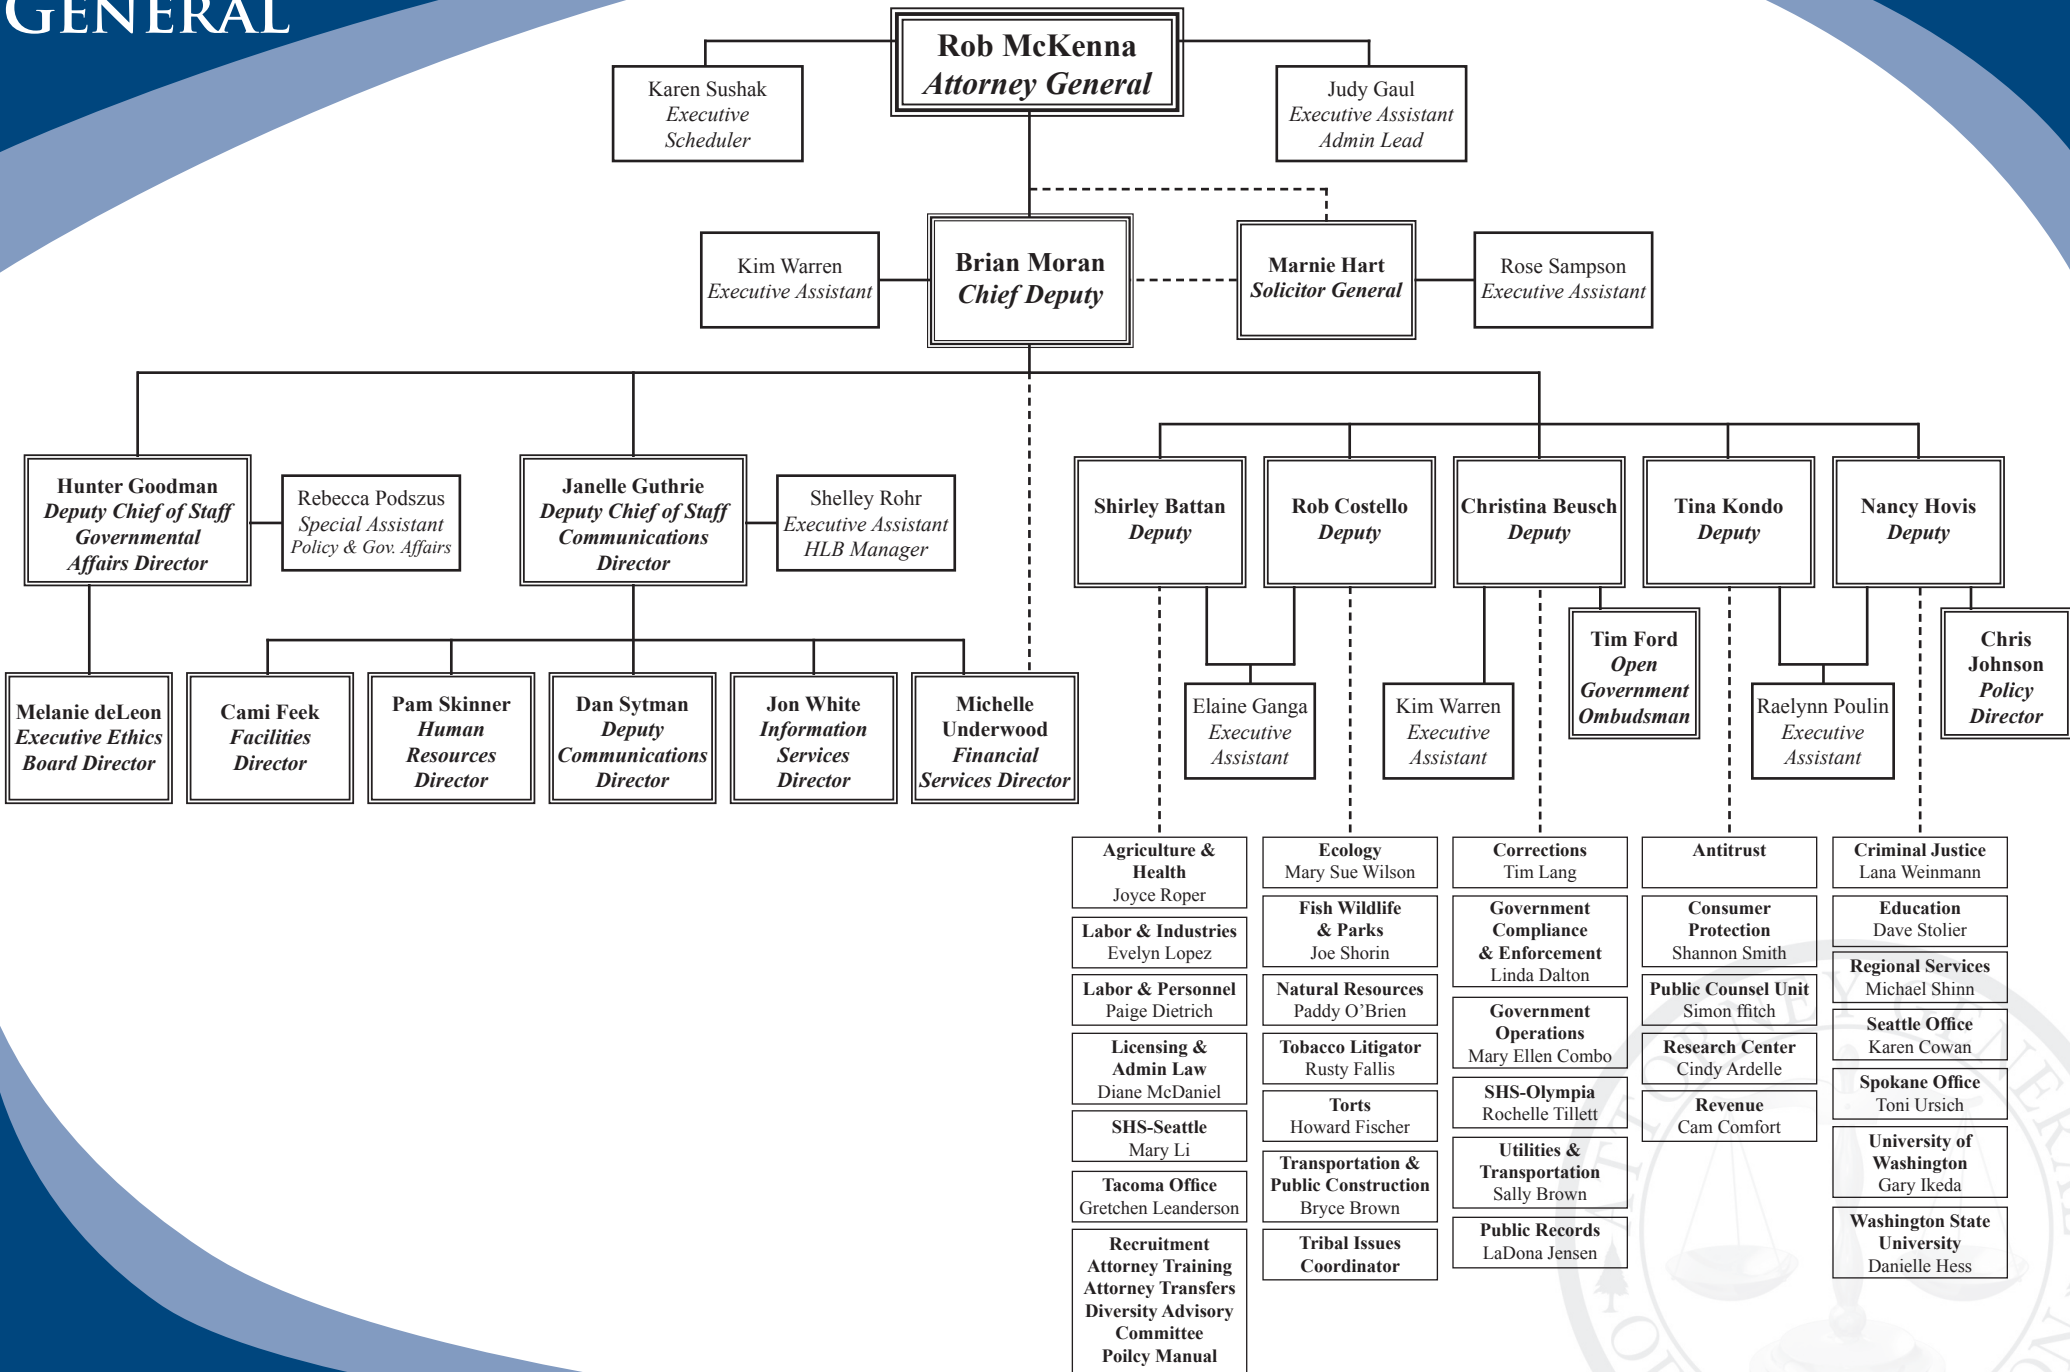 GENERAL
Rob McKenna
Attorney General
Karen Sushak
Executive
Scheduler
Judy Gaul
Executive Assistant
Admin Lead
Kim Warren
Executive Assistant
Brian Moran
Chief Deputy
Marnie Hart
Solicitor General
Rose Sampson
Executive Assistant
Hunter Goodman
Deputy Chief of Staff
Governmental
Affairs Director
Rebecca Podszus
Special Assistant
Policy & Gov. Affairs
Janelle Guthrie
Deputy Chief of Staff
Communications
Director
Shelley Rohr
Executive Assistant
HLB Manager
Shirley Battan
Deputy
Rob Costello
Deputy
Christina Beusch
Deputy
Tina Kondo
Deputy
Nancy Hovis
Deputy
Melanie deLeon
Executive Ethics
Board Director
Cami Feek
Facilities
Director
Pam Skinner
Human
Resources
Director
Dan Sytman
Deputy
Communications
Director
Jon White
Information
Services
Director
Michelle
Underwood
Financial
Services Director
Elaine Ganga
Executive
Assistant
Kim Warren
Executive
Assistant
Tim Ford
Open
Government
Ombudsman
Raelynn Poulin
Executive
Assistant
Chris
Johnson
Policy
Director
Agriculture &
Health
Joyce Roper
Labor & Industries
Evelyn Lopez
Labor & Personnel
Paige Dietrich
Licensing &
Admin Law
Diane McDaniel
SHS-Seattle
Mary Li
Tacoma Office
Gretchen Leanderson
Recruitment
Attorney Training
Attorney Transfers
Diversity Advisory
Committee
Poilcy Manual
Ecology
Mary Sue Wilson
Fish Wildlife
& Parks
Joe Shorin
Natural Resources
Paddy O’Brien
Tobacco Litigator
Rusty Fallis
Torts
Howard Fischer
Transportation &
Public Construction
Bryce Brown
Tribal Issues
Coordinator
Corrections
Tim Lang
Government
Compliance
& Enforcement
Linda Dalton
Government
Operations
Mary Ellen Combo
SHS-Olympia
Rochelle Tillett
Utilities &
Transportation
Sally Brown
Public Records
LaDona Jensen
Antitrust
Consumer
Protection
Shannon Smith
Public Counsel Unit
Simon ffitch
Research Center
Cindy Ardelle
Revenue
Cam Comfort
Criminal Justice
Lana Weinmann
Education
Dave Stolier
Regional Services
Michael Shinn
Seattle Office
Karen Cowan
Spokane Office
Toni Ursich
University of
Washington
Gary Ikeda
Washington State
University
Danielle Hess
ATTORNEY GENERAL